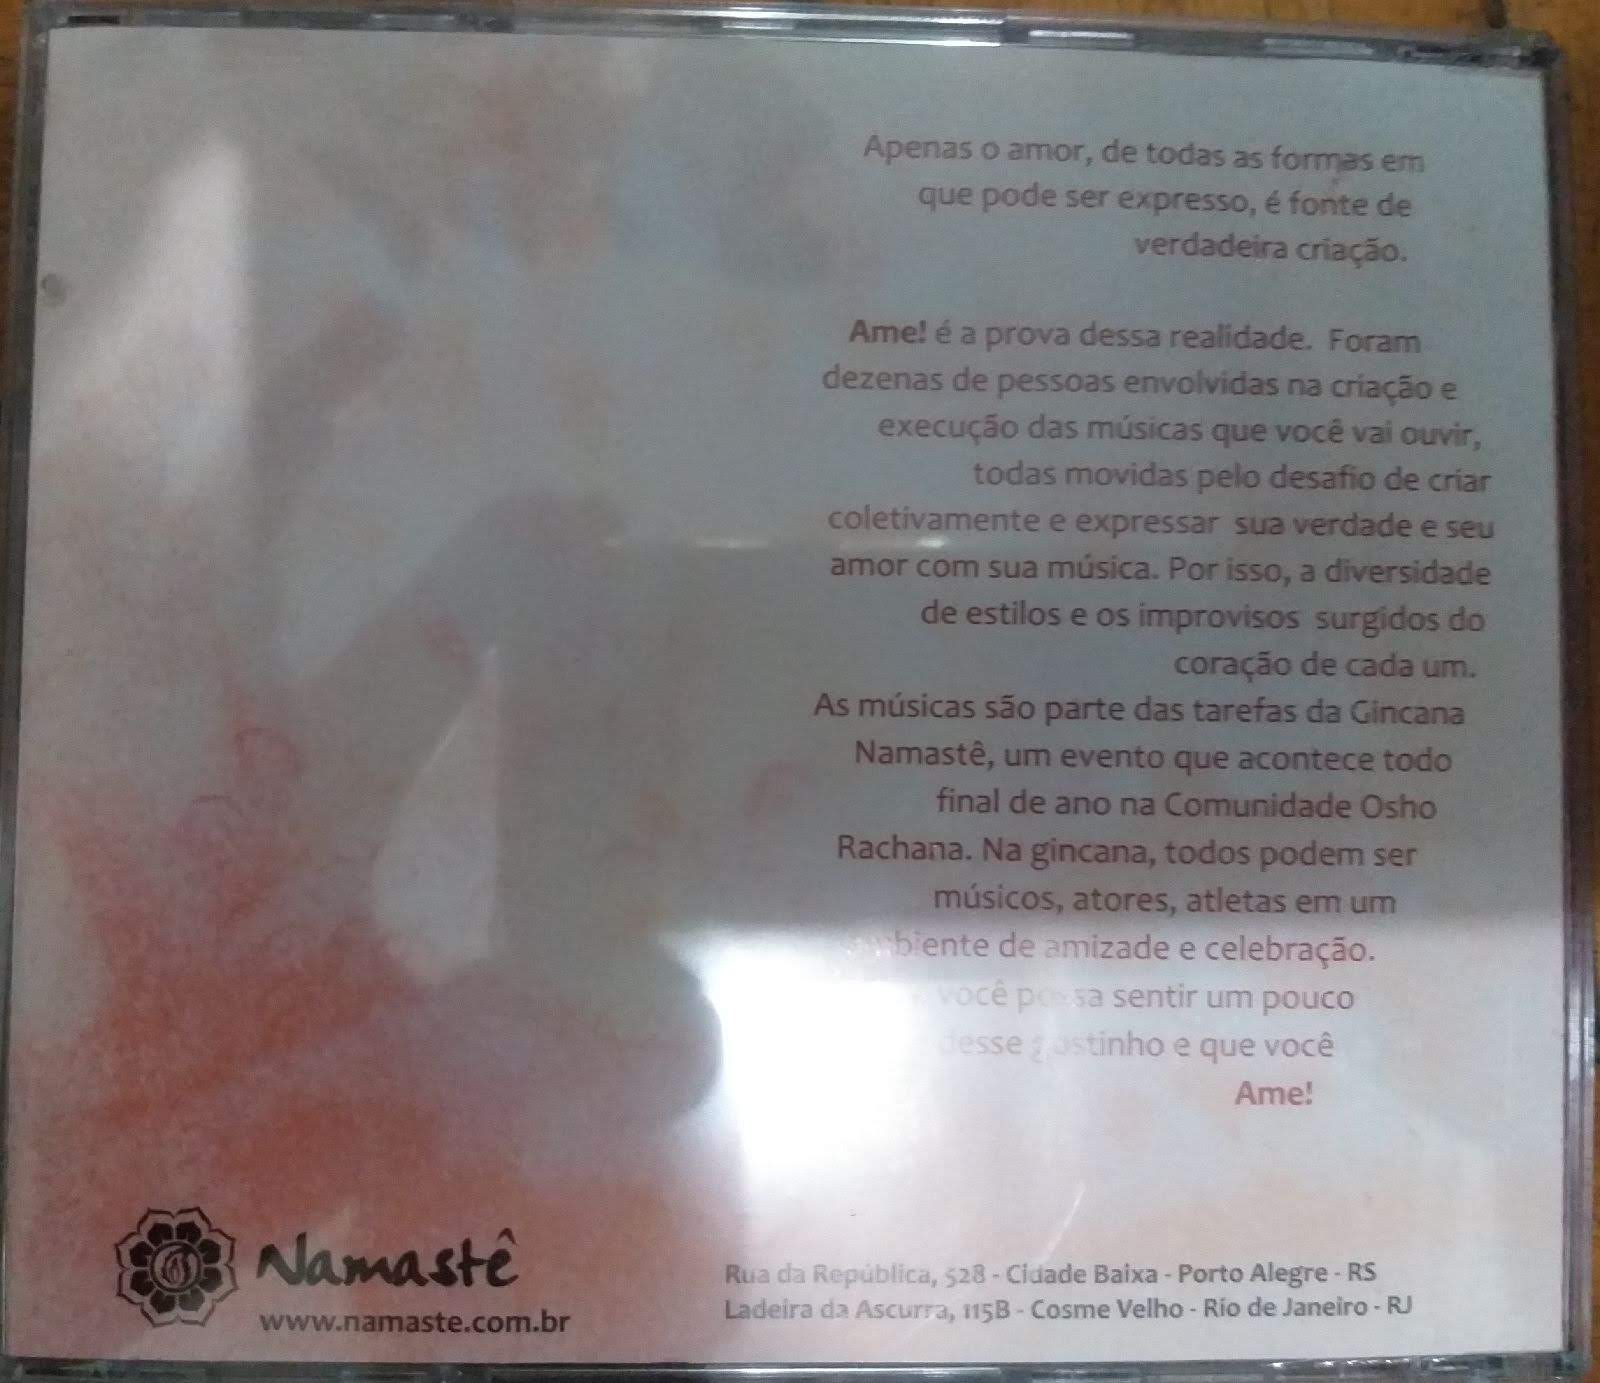 Apenas o amor, de todas as formas em
que pode ser expresso, é fonte de
verdadeira criação.
Ame! é a prova dessa realidade. Foram
dezenas de pessoas envolvidas na criação e
execução das músicas que você vai ouvir,
todas movidas pelo desafio de criar
coletivamente e expressar sua verdade e seu
amor com sua música. Por isso, a diversidade
de estilos e os improvisos surgidos do
coração de cada um.
As músicas são parte das tarefas da Gincana
Namastê, um evento que acontece todo
final de ano na Comunidade Osho
Rachana. Na gincana, todos podem ser
músicos, atores, atletas em um
ambiente de amizade e celebração.
você possa sentir um pouco
desse gostinho e que você
Ame!
Namastê
www.namaste.com.br
Rua da República, 528 - Cidade Baixa - Porto Alegre - RS
Ladeira da Ascurra, 115B - Cosme Velho - Rio de Janeiro - RJ